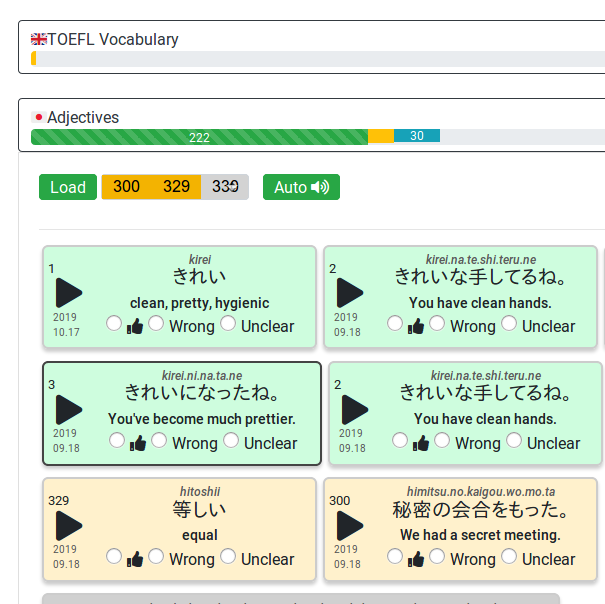 TOEFL Vocabulary
Adjectives
222 30
Load 300 329 339 Auto
1
kirei
きれい
clean, pretty, hygienic
2019
10.17
Wrong Unclear
2
kirei.na.te.shi.teru.ne
きれいな手してるね。
You have clean hands.
2019
09.18
Wrong Unclear
3
kirei.ni.na.ta.ne
きれいになったね。
You've become much prettier.
2019
09.18
Wrong Unclear
2
kirei.na.te.shi.teru.ne
きれいな手してるね。
You have clean hands.
2019
09.18
Wrong Unclear
329
hitoshii
等しい
equal
2019
09.18
Wrong Unclear
300
himitsu.no.kaigou.wo.mo.ta
秘密の会合をもった。
We had a secret meeting.
2019
09.18
Wrong Unclear